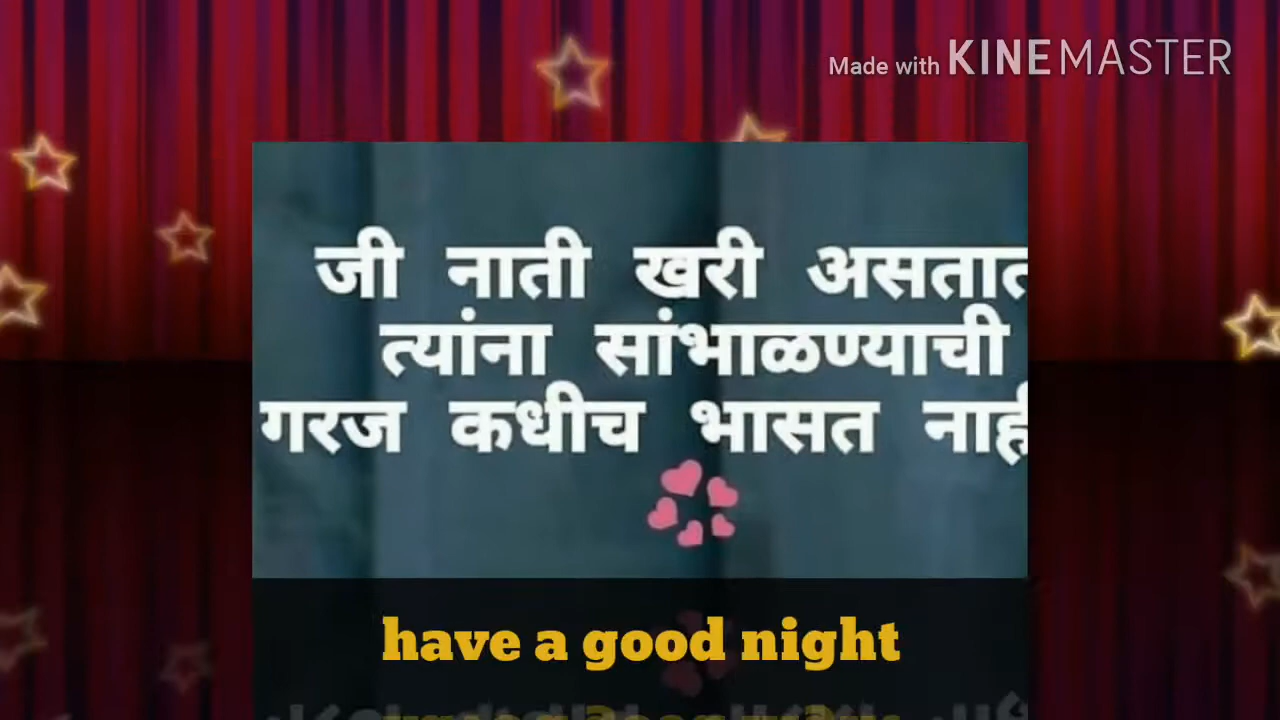 Made with KINEMASTER
जी नाती खरी असतात
त्यांना सांभाळण्याची
गरज कधीच भासत नाही
have a good night